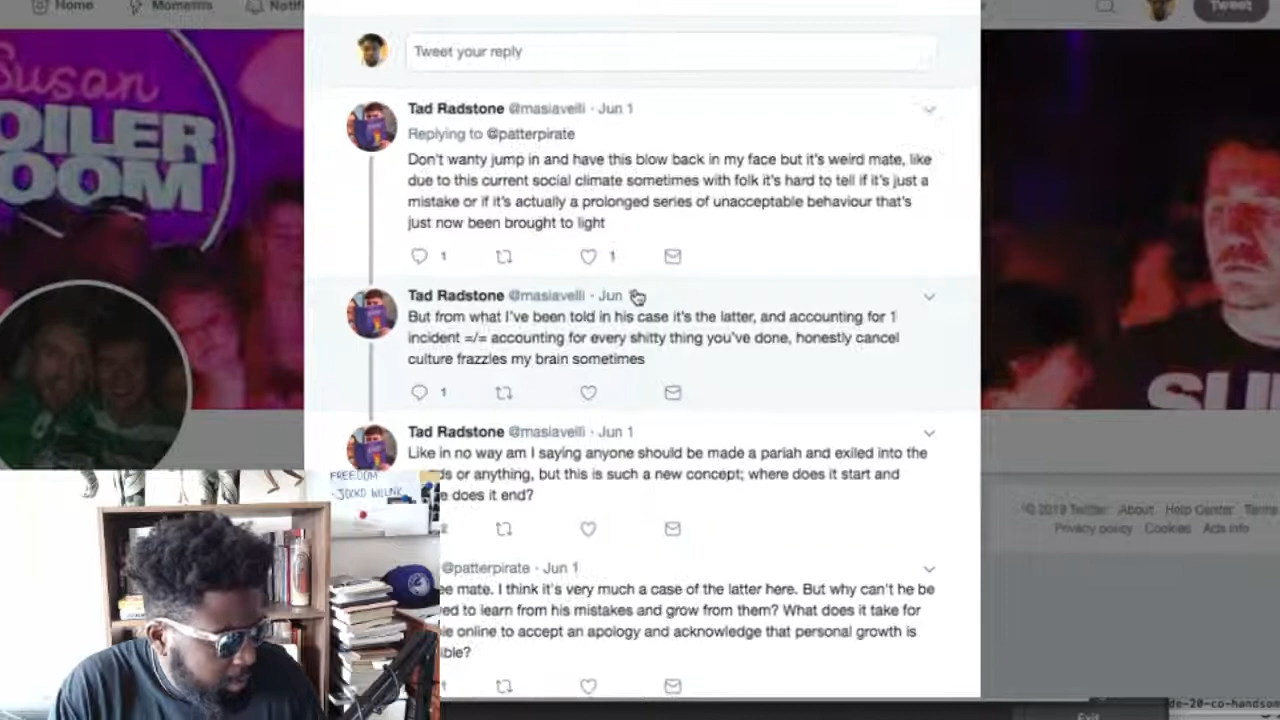 Home Moments
Tweet
Susan
OILER
OOM
Tweet your reply
Tad Radstone @masiavelli · Jun 1
Replying to @patterpirate
Don't wanty jump in and have this blow back in my face but it's weird mate, like
due to this current social climate sometimes with folk it's hard to tell if it's just a
mistake or if it's actually a prolonged series of unacceptable behaviour that's
just now been brought to light
1 1
Tad Radstone @masiavelli · Jun
But from what I've been told in his case it's the latter, and accounting for 1
incident =/= accounting for every shitty thing you've done, honestly cancel
culture frazzles my brain sometimes
1
Tad Radstone @masiavelli · Jun 1
Like in no way am I saying anyone should be made a pariah and exiled into the
or anything, but this is such a new concept; where does it start and
does it end?
@patterpirate · Jun 1
mate. I think it's very much a case of the latter here. But why can't he be
to learn from his mistakes and grow from them? What does it take for
online to accept an apology and acknowledge that personal growth is
© 2019 Twitter About Help Center Terms
Privacy policy Cookies Ads info
FREEDOM
- JOCKO WILLINK